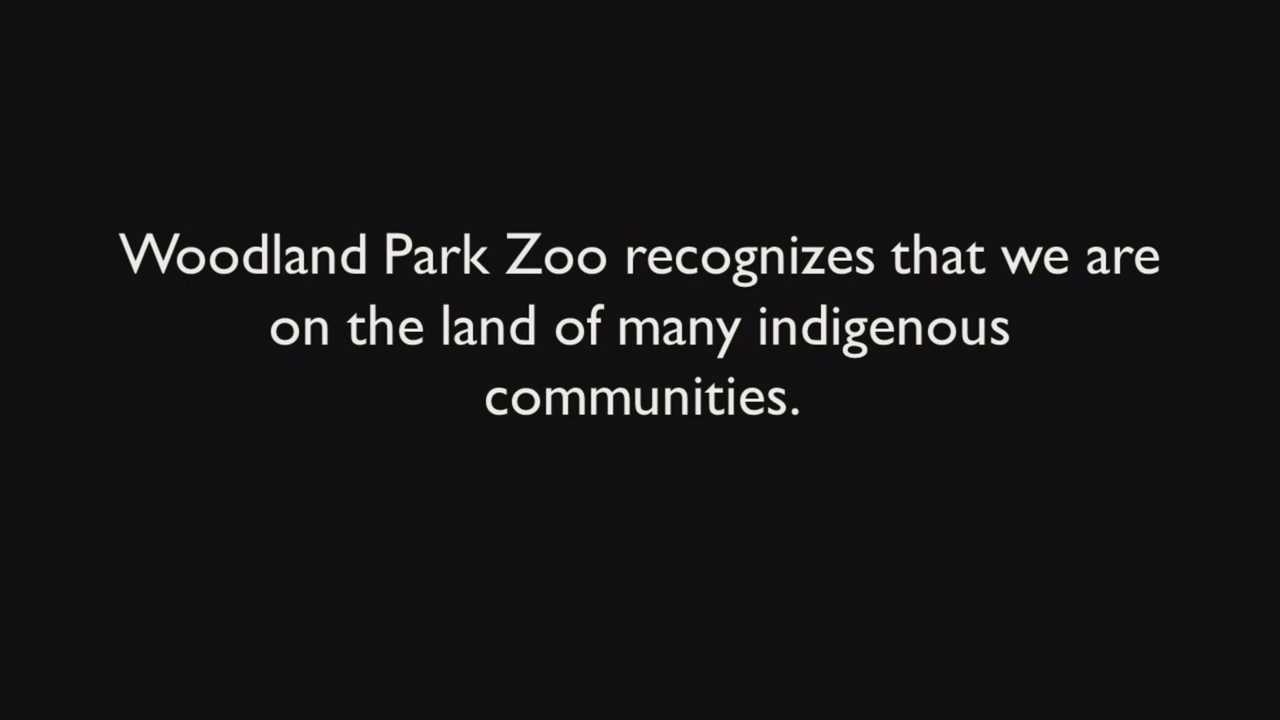 Woodland Park Zoo recognizes that we are
on the land of many indigenous
communities.